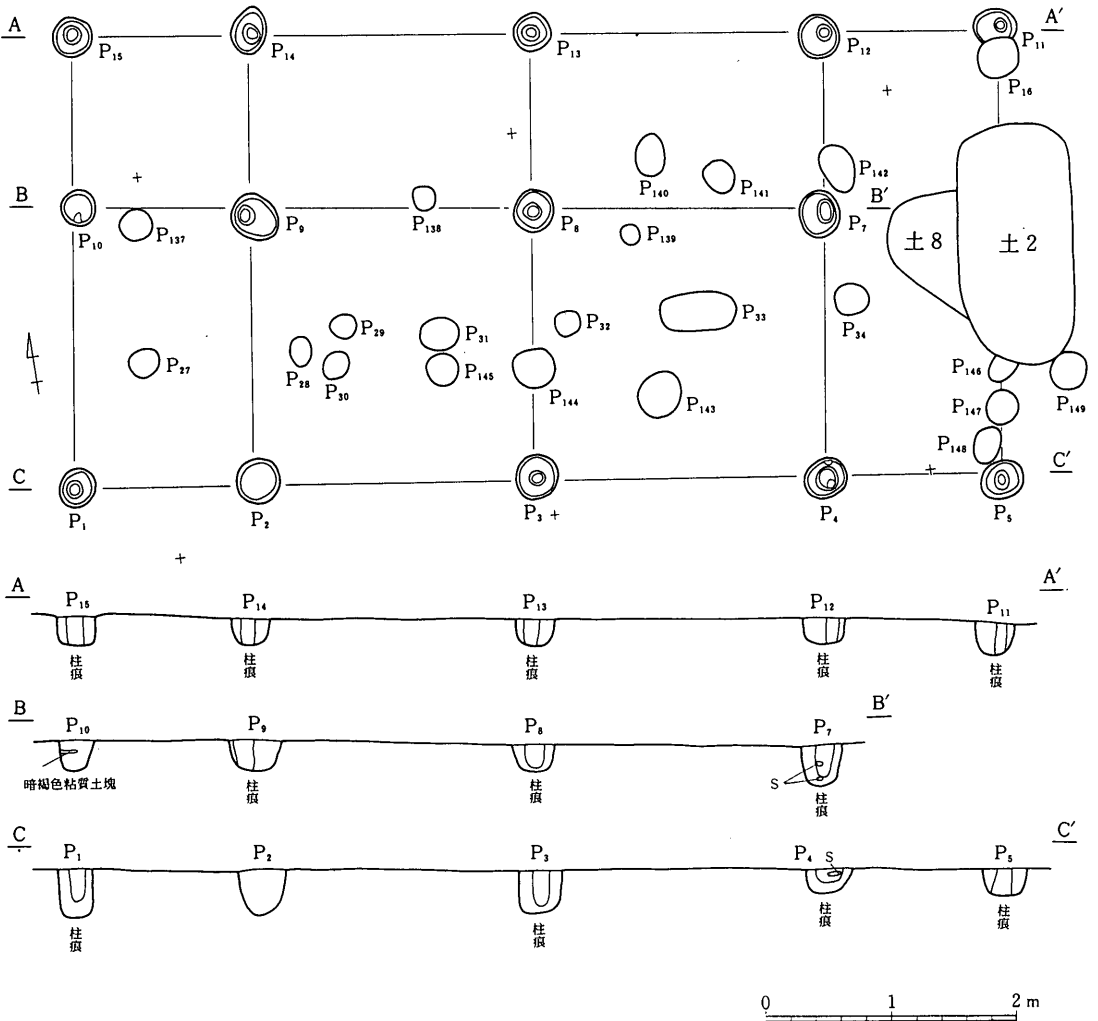 A A′
P₁₅ P₁₄ P₁₃ P₁₂ P₁₁
P₁₆
P₁₄₀ P₁₄₁ P₁₄₂
B B′
P₁₀ P₁₃₇ P₉ P₁₃₈ P₈ P₁₃₉ P₇ 土8 土2
P₂₉ P₃₁ P₃₂ P₃₃ P₃₄
P₂₇ P₂₈ P₃₀ P₁₄₅ P₁₄₄ P₁₄₃ P₁₄₆ P₁₄₉
P₁₄₇
P₁₄₈
C C′
P₁ P₂ P₃ P₄ P₅
A A′
P₁₅ P₁₄ P₁₃ P₁₂ P₁₁
柱痕 柱痕 柱痕 柱痕 柱痕
B B′
P₁₀ P₉ P₈ P₇
暗褐色粘質土塊 柱痕 柱痕 S 柱痕
C C′
P₁ P₂ P₃ P₄ S P₅
柱痕 柱痕 柱痕 柱痕
0 1 2 m